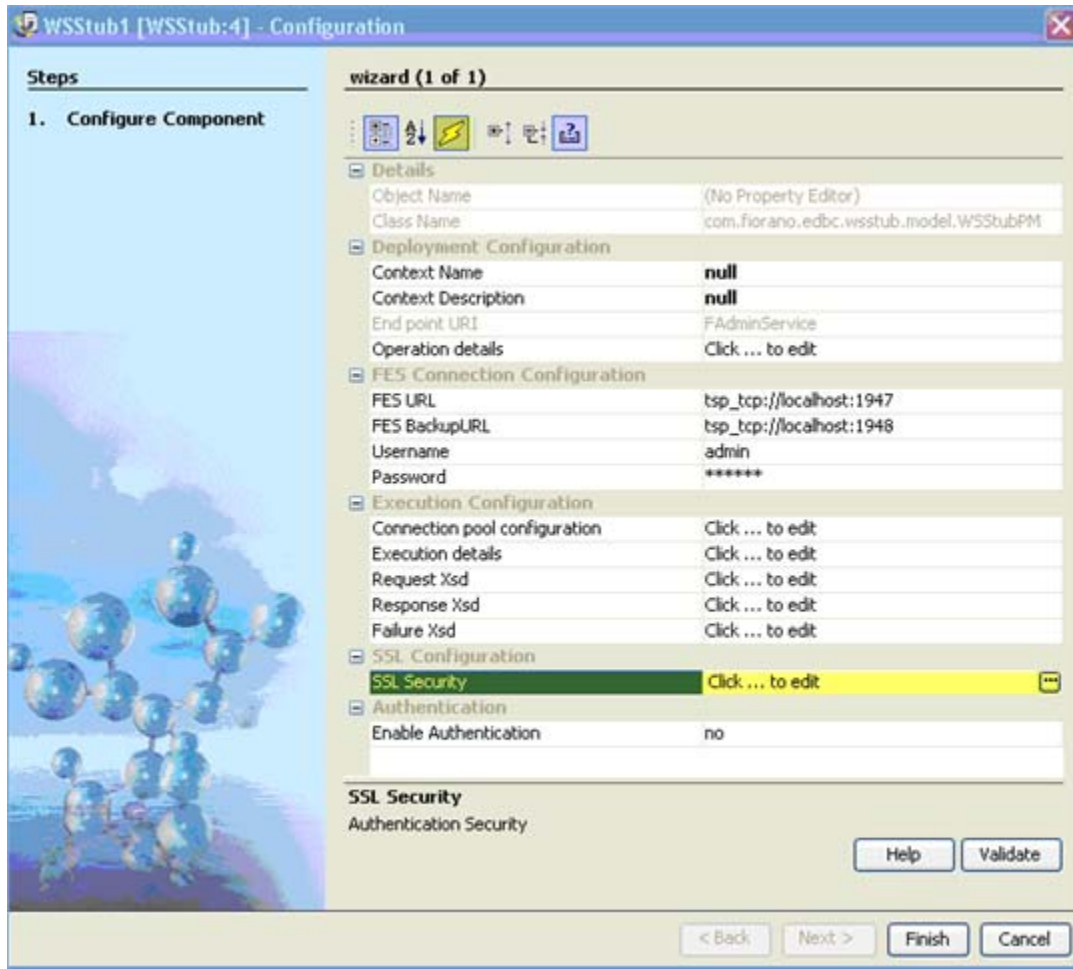 WSStub1 [WSStub:4] - Configuration
Steps
1. Configure Component
wizard (1 of 1)
Details
Object Name (No Property Editor)
Class Name com.fiorano.edbc.wsstub.model.WSStubPM
Deployment Configuration
Context Name null
Context Description null
End point URI FAdminService
Operation details Click ... to edit
FES Connection Configuration
FES URL tsp_tcp://localhost:1947
FES BackupURL tsp_tcp://localhost:1948
Username admin
Password ******
Execution Configuration
Connection pool configuration Click ... to edit
Execution details Click ... to edit
Request Xsd Click ... to edit
Response Xsd Click ... to edit
Failure Xsd Click ... to edit
SSL Configuration
SSL Security Click ... to edit ...
Authentication
Enable Authentication no
SSL Security
Authentication Security
Help Validate
< Back Next > Finish Cancel